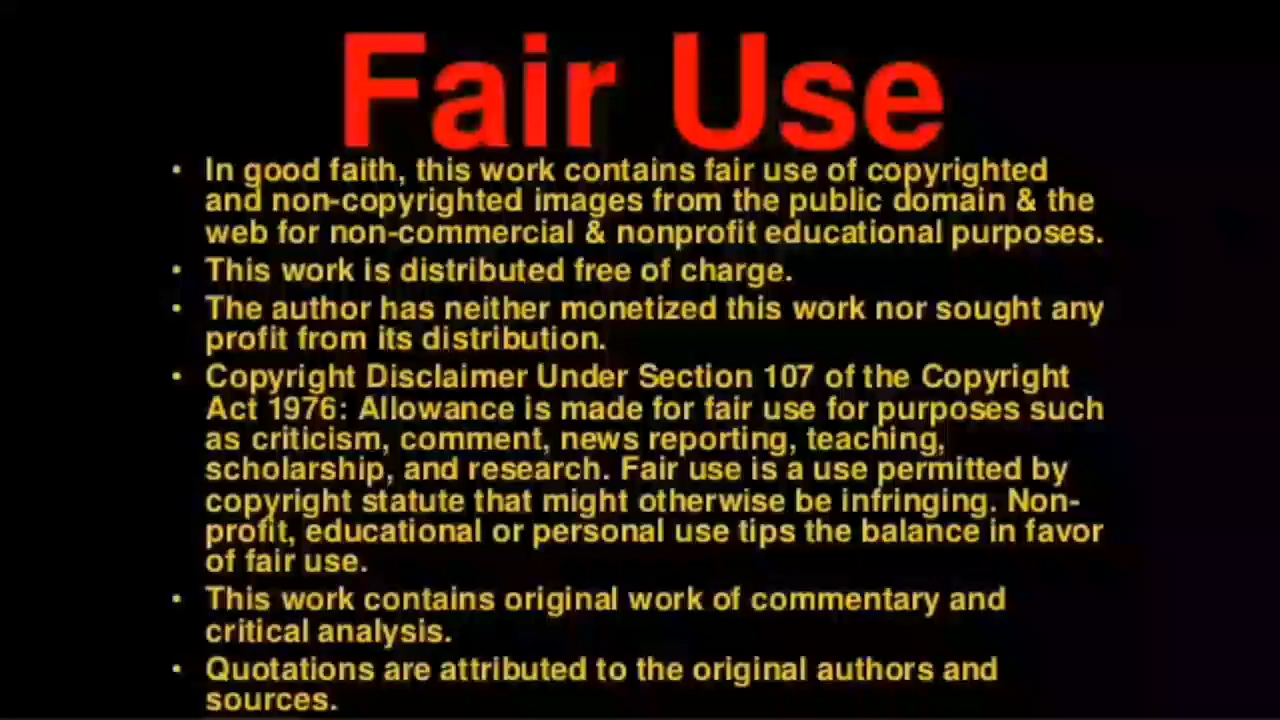 Fair Use
• In good faith, this work contains fair use of copyrighted
and non-copyrighted images from the public domain & the
web for non-commercial & nonprofit educational purposes.
• This work is distributed free of charge.
• The author has neither monetized this work nor sought any
profit from its distribution.
• Copyright Disclaimer Under Section 107 of the Copyright
Act 1976: Allowance is made for fair use for purposes such
as criticism, comment, news reporting, teaching,
scholarship, and research. Fair use is a use permitted by
copyright statute that might otherwise be infringing. Non-
profit, educational or personal use tips the balance in favor
of fair use.
• This work contains original work of commentary and
critical analysis.
• Quotations are attributed to the original authors and
sources.